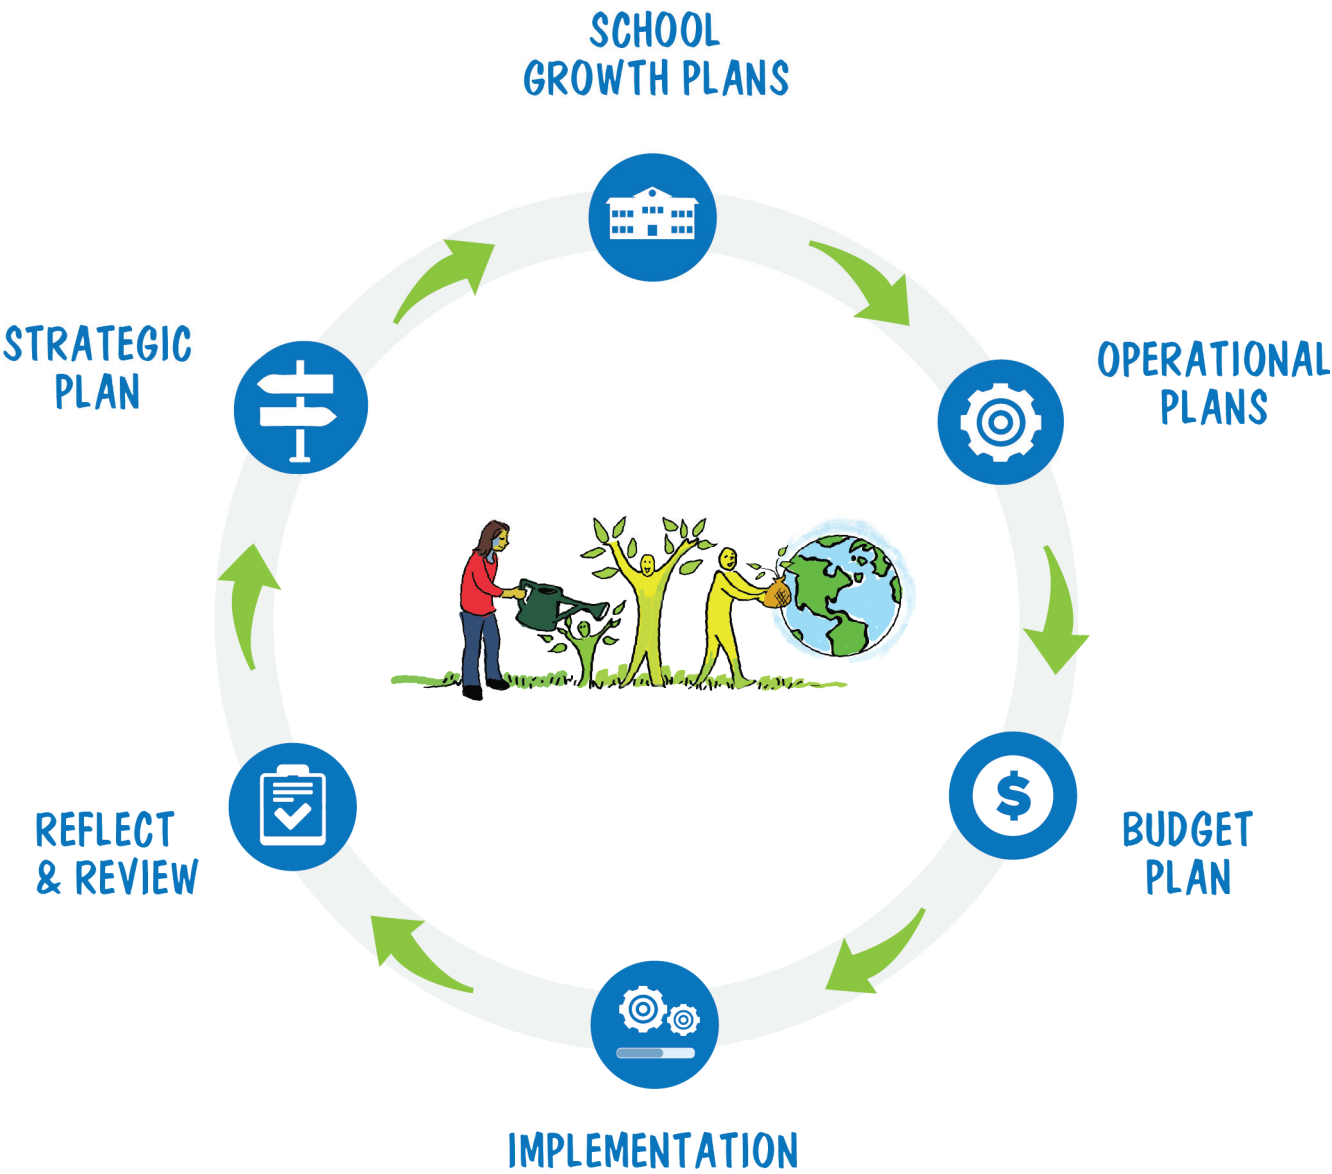 SCHOOL
GROWTH PLANS
STRATEGIC
PLAN
OPERATIONAL
PLANS
$
REFLECT
& REVIEW
BUDGET
PLAN
IMPLEMENTATION